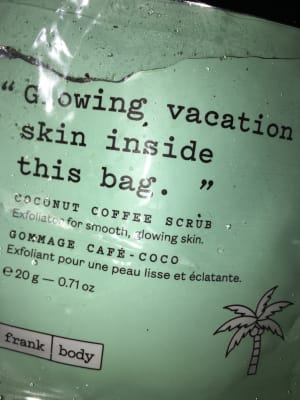 “Glowing vacation
skin inside
this bag.”
COCONUT COFFEE SCRUB
Exfoliator for smooth, glowing skin.
GOMMAGE CAFÉ-COCO
Exfoliant pour une peau lisse et éclatante.
℮ 20 g — 0.71 oz
frank body